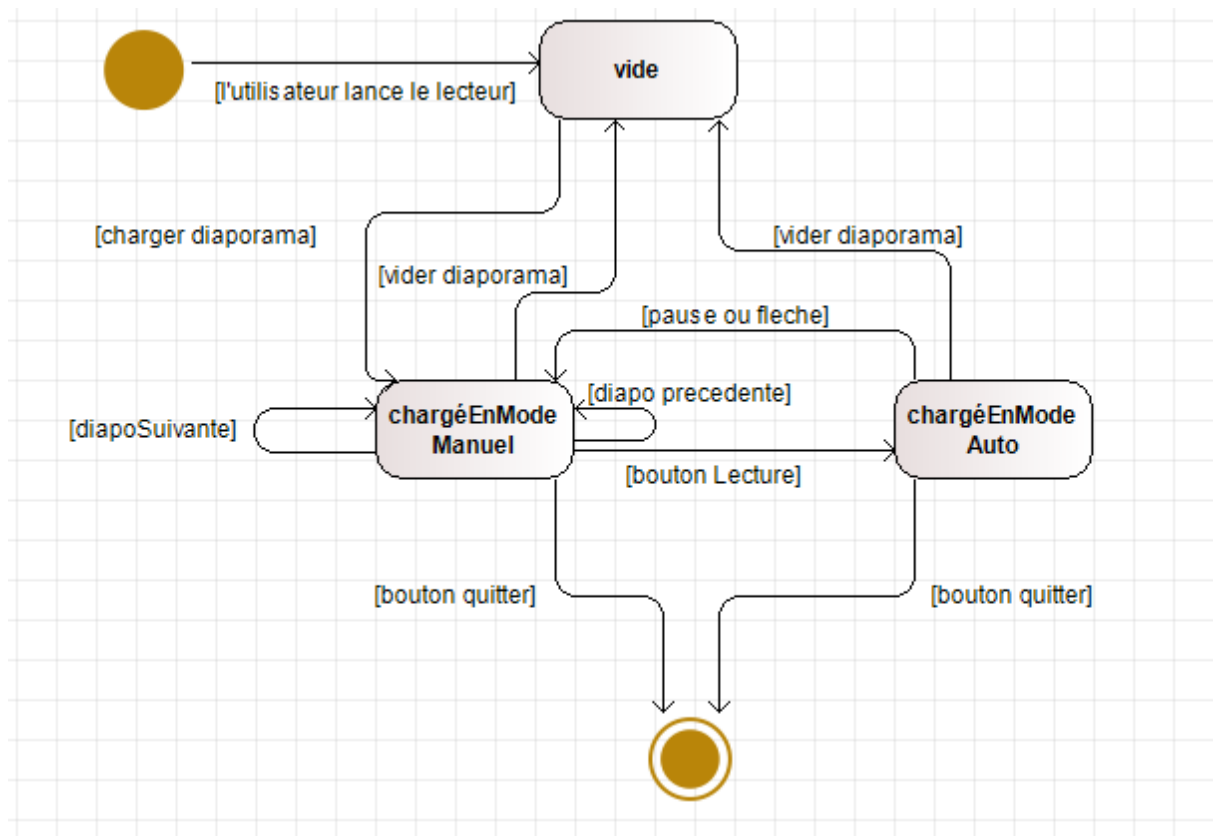 vide
[l'utilisateur lance le lecteur]
[charger diaporama]
[vider diaporama]
[vider diaporama]
[pause ou fleche]
[diapo precedente]
chargéEnMode
Manuel
chargéEnMode
Auto
[diapoSuivante]
[bouton Lecture]
[bouton quitter]
[bouton quitter]